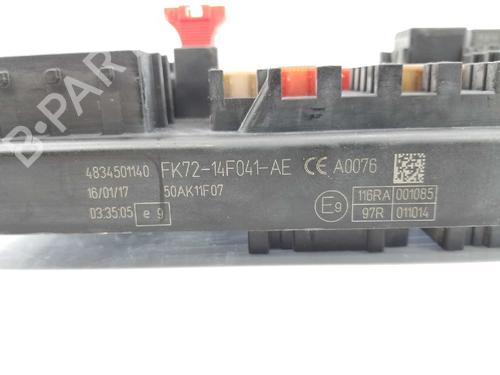 B-PARTS
4834501140 FK72-14F041-AE CE A0076
16/01/17 50AK11F07
03:35:05 e 9
E9
116RA 001085
97R 011014